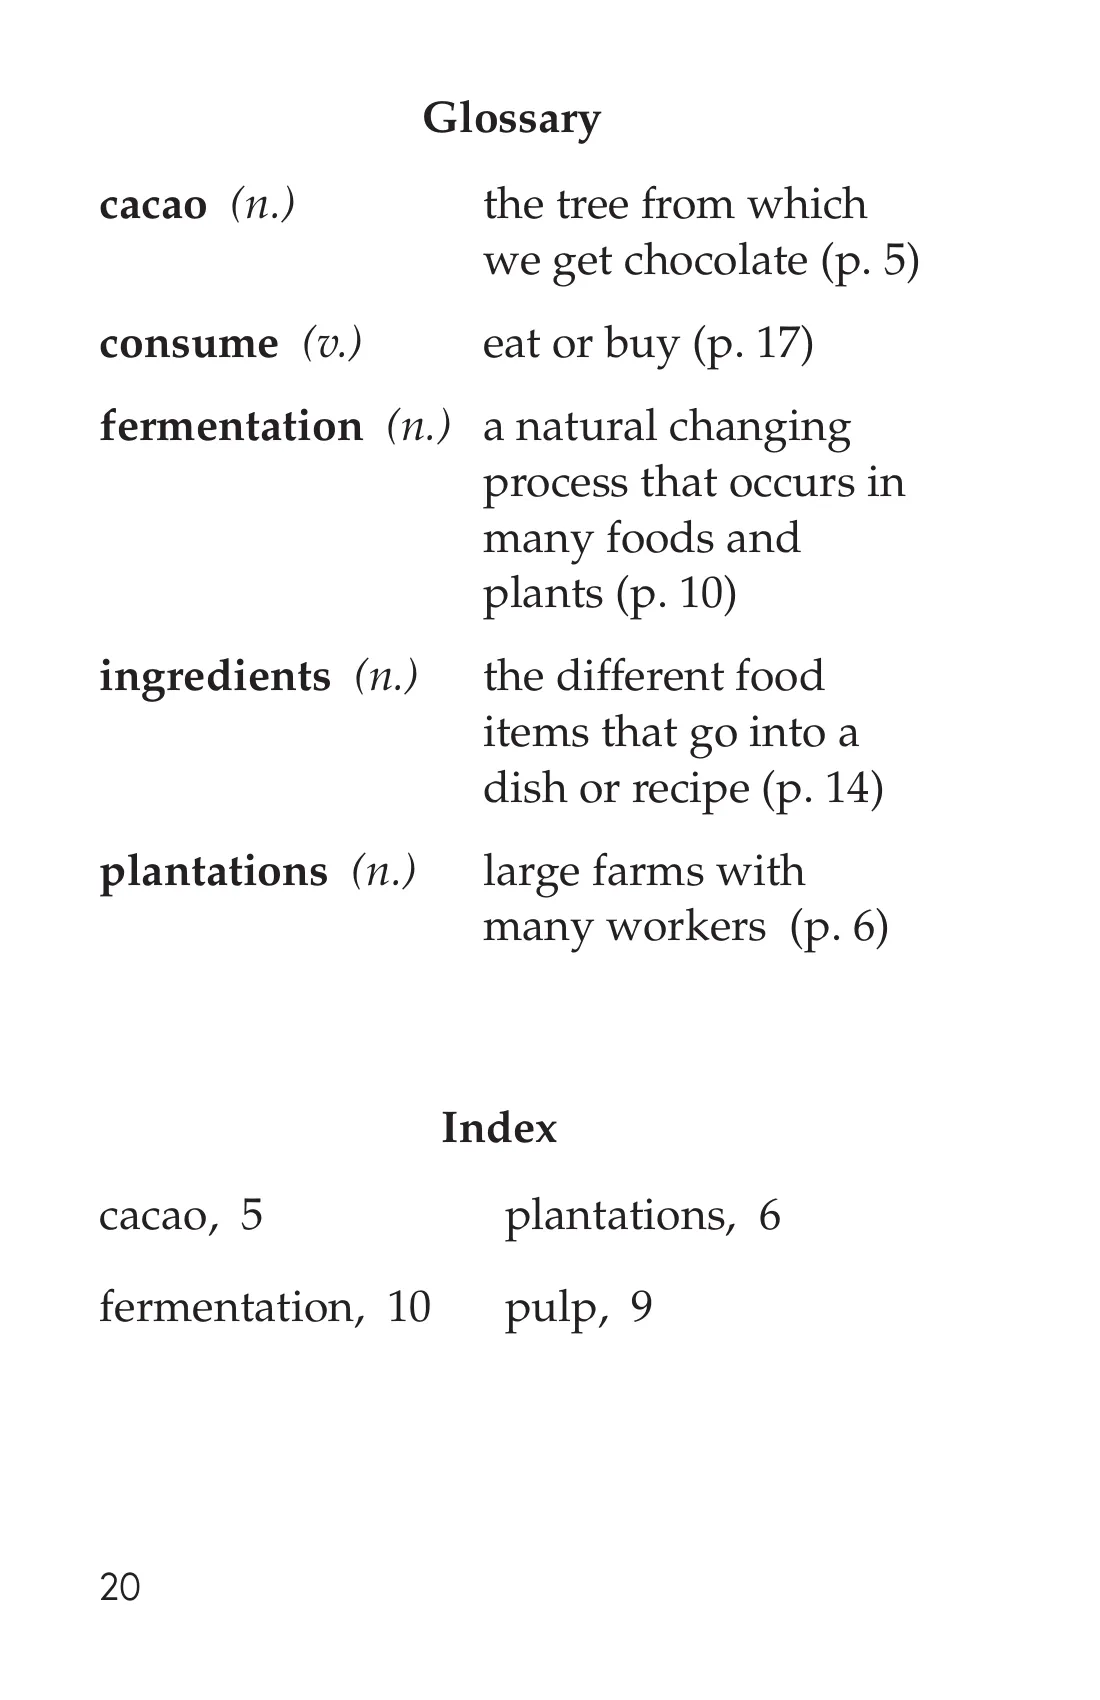 Glossary
cacao (n.) the tree from which
we get chocolate (p. 5)
consume (v.) eat or buy (p. 17)
fermentation (n.) a natural changing
process that occurs in
many foods and
plants (p. 10)
ingredients (n.) the different food
items that go into a
dish or recipe (p. 14)
plantations (n.) large farms with
many workers (p. 6)
Index
cacao, 5 plantations, 6
fermentation, 10 pulp, 9
20